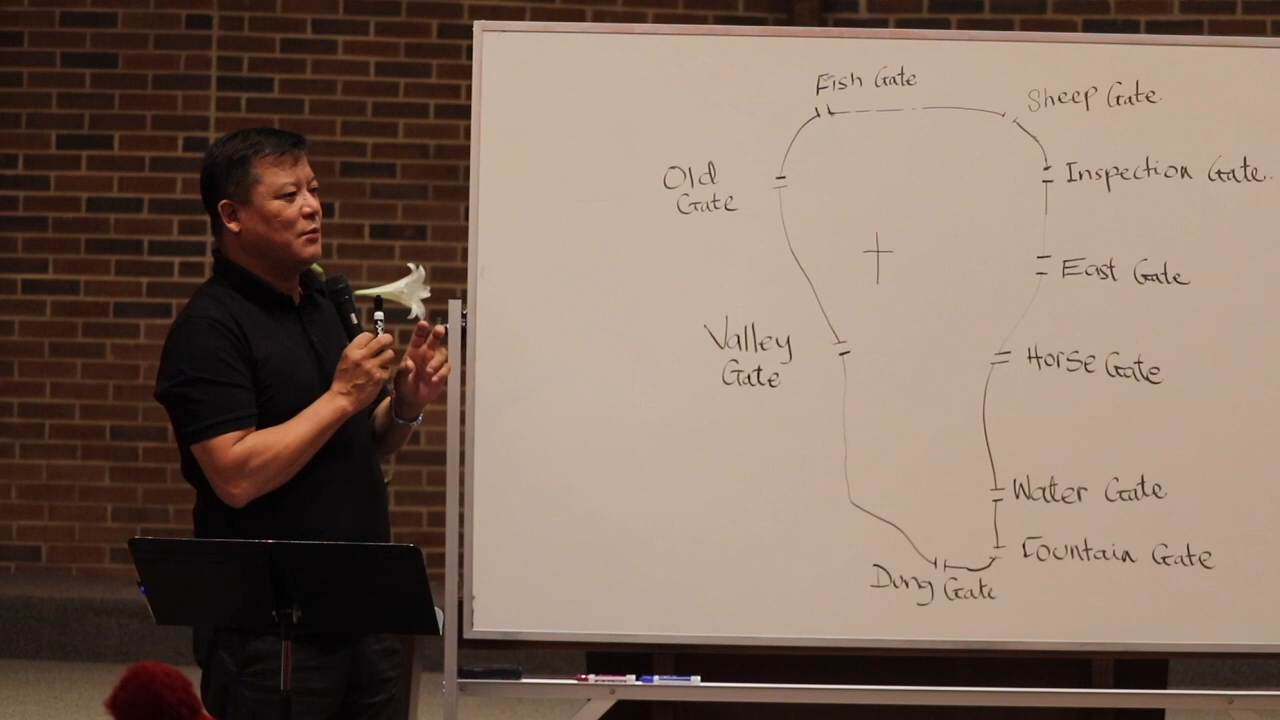 Fish Gate
Sheep Gate.
Old
Gate
Inspection Gate.
East Gate
Valley
Gate
Horse Gate
Water Gate
Fountain Gate
Dung Gate